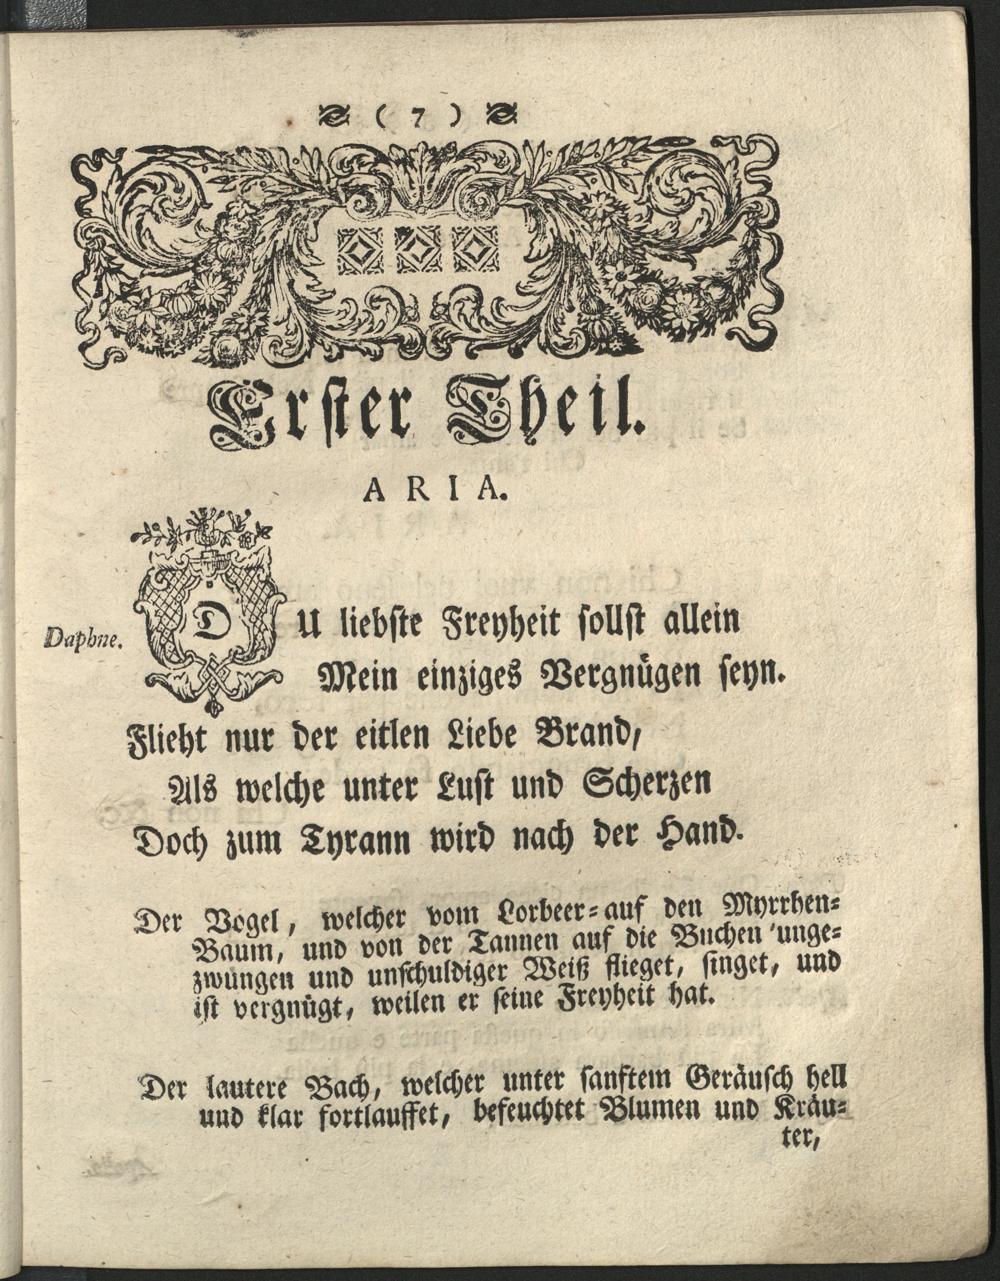 ( 7 )
Erster Theil.
ARIA.
Daphne. DU liebste Freyheit sollst allein
Mein einziges Vergnügen seyn.
Flieht nur der eitlen Liebe Brand,
Als welche unter Lust und Scherzen
Doch zum Tyrann wird nach der Hand.
Der Vogel, welcher vom Lorbeer-auf den Myrrhen-
Baum, und von der Tannen auf die Buchen unge-
zwungen und unschuldiger Weiß flieget, singet, und
ist vergnügt, weilen er seine Freyheit hat.
Der lautere Bach, welcher unter sanftem Geräusch hell
und klar fortlauffet, befeuchtet Blumen und Kräu-
ter,